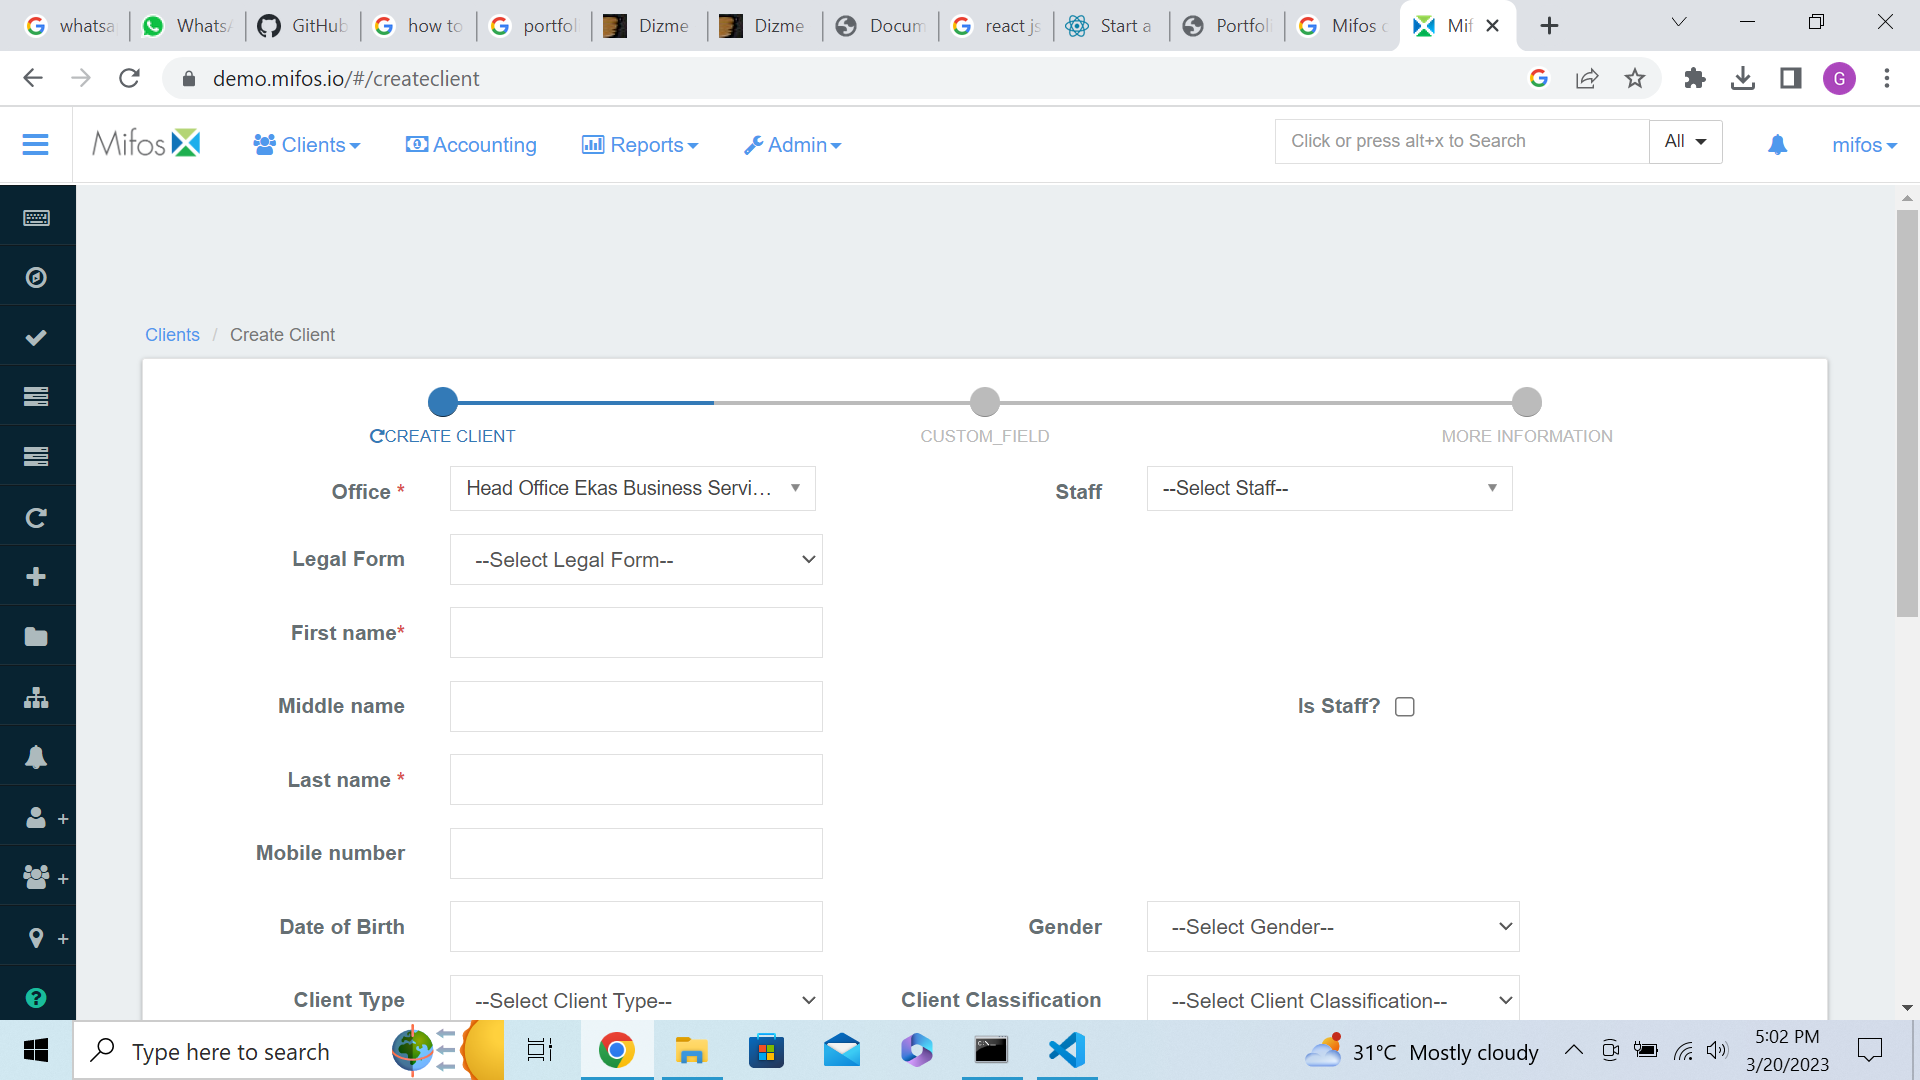 whatsa WhatsA GitHub how to portfol Dizme Dizme Docum react js Start a Portfoli Mifos c Mif
demo.mifos.io/#/createclient G
Mifos Clients Accounting Reports Admin Click or press alt+x to Search All mifos
Clients / Create Client
CREATE CLIENT CUSTOM_FIELD MORE INFORMATION
Office * Head Office Ekas Business Servi... Staff --Select Staff--
Legal Form --Select Legal Form--
First name*
Middle name Is Staff?
Last name *
Mobile number
Date of Birth Gender --Select Gender--
Client Type --Select Client Type-- Client Classification --Select Client Classification--
Type here to search 31°C Mostly cloudy 5:02 PM
3/20/2023